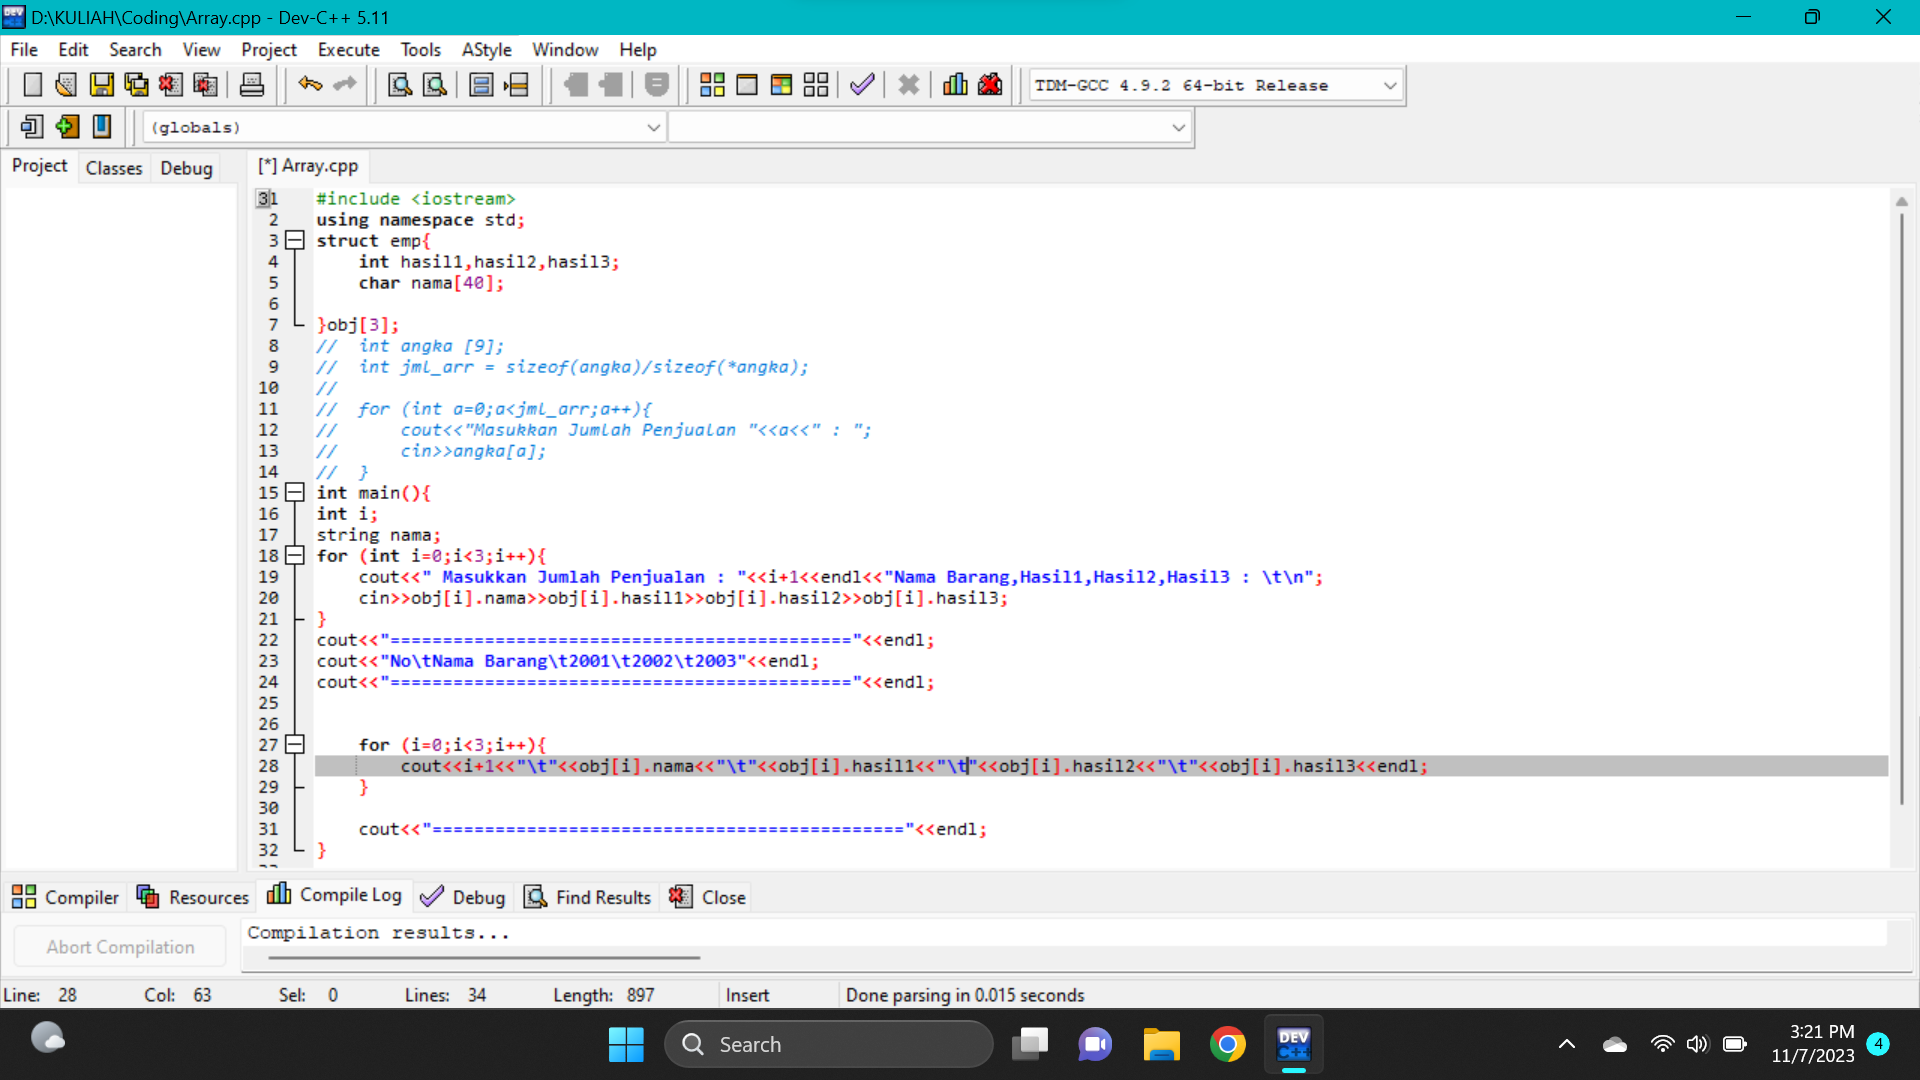 D:\KULIAH\Coding\Array.cpp - Dev-C++ 5.11
File Edit Search View Project Execute Tools AStyle Window Help
TDM-GCC 4.9.2 64-bit Release
(globals)
Project Classes Debug [*] Array.cpp
1 #include <iostream>
2 using namespace std;
3 struct emp{
4 int hasil1,hasil2,hasil3;
5 char nama[40];
6
7 }obj[3];
8 // int angka [9];
9 // int jml_arr = sizeof(angka)/sizeof(*angka);
10 //
11 // for (int a=0;a<jml_arr;a++){
12 // cout<<"Masukkan Jumlah Penjualan "<<a<<" : ";
13 // cin>>angka[a];
14 // }
15 int main(){
16 int i;
17 string nama;
18 for (int i=0;i<3;i++){
19 cout<<" Masukkan Jumlah Penjualan : "<<i+1<<endl<<"Nama Barang,Hasil1,Hasil2,Hasil3 : \t\n";
20 cin>>obj[i].nama>>obj[i].hasil1>>obj[i].hasil2>>obj[i].hasil3;
21 }
22 cout<<"============================================"<<endl;
23 cout<<"No\tNama Barang\t2001\t2002\t2003"<<endl;
24 cout<<"============================================"<<endl;
25
26
27 for (i=0;i<3;i++){
28 cout<<i+1<<"\t"<<obj[i].nama<<"\t"<<obj[i].hasil1<<"\t"<<obj[i].hasil2<<"\t"<<obj[i].hasil3<<endl;
29 }
30
31 cout<<"============================================="<<endl;
32 }
Compiler Resources Compile Log Debug Find Results Close
Abort Compilation
Compilation results...
Line: 28 Col: 63 Sel: 0 Lines: 34 Length: 897 Insert Done parsing in 0.015 seconds
Search
DEV C++
3:21 PM
11/7/2023
4